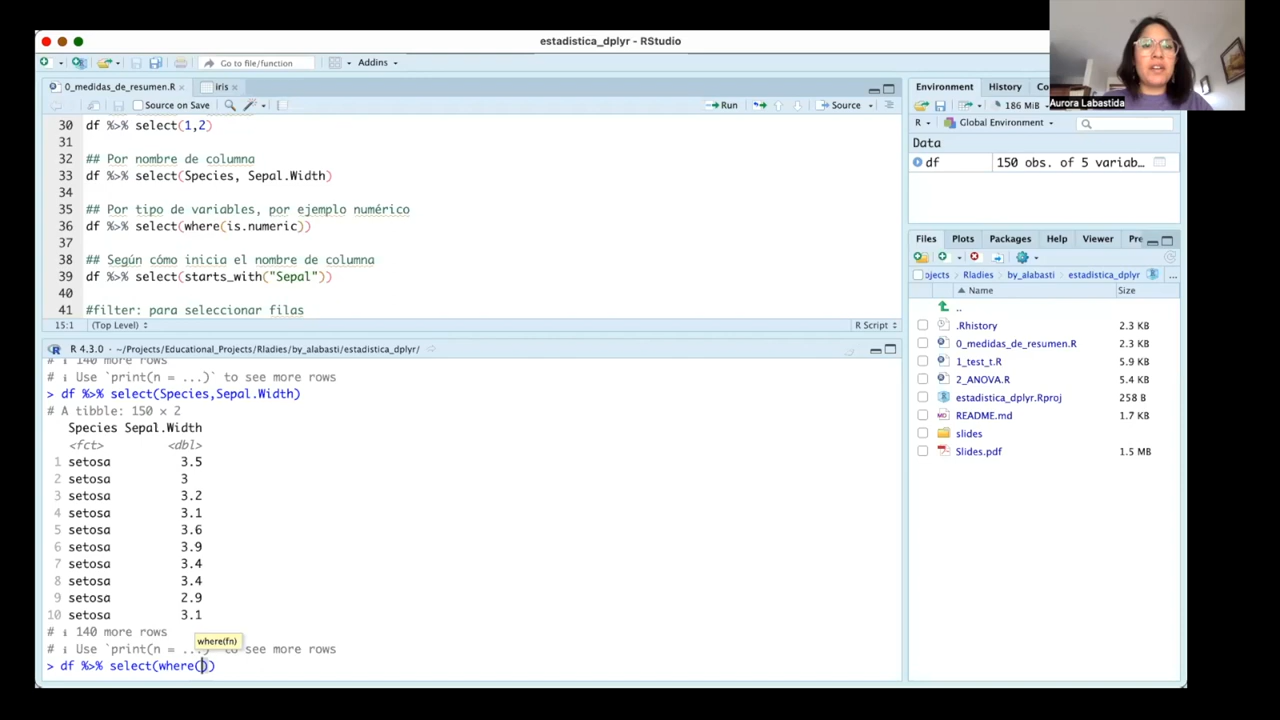 estadistica_dplyr - RStudio
Go to file/function
Addins
0_medidas_de_resumen.R
iris
Source on Save
Run
Source
30 df %>% select(1,2)
31
32 ## Por nombre de columna
33 df %>% select(Species, Sepal.Width)
34
35 ## Por tipo de variables, por ejemplo numérico
36 df %>% select(where(is.numeric))
37
38 ## Según cómo inicia el nombre de columna
39 df %>% select(starts_with("Sepal"))
40
41 #filter: para seleccionar filas
15:1 (Top Level) R Script
R 4.3.0 · ~/Projects/Educational_Projects/Rladies/by_alabasti/estadistica_dplyr/
# ℹ 140 more rows
# ℹ Use `print(n = ...)` to see more rows
> df %>% select(Species,Sepal.Width)
# A tibble: 150 × 2
Species Sepal.Width
<fct> <dbl>
1 setosa 3.5
2 setosa 3
3 setosa 3.2
4 setosa 3.1
5 setosa 3.6
6 setosa 3.9
7 setosa 3.4
8 setosa 3.4
9 setosa 2.9
10 setosa 3.1
# ℹ 140 more rows
where(fn)
# ℹ Use `print(n = ...)` to see more rows
> df %>% select(where())
Aurora Labastida
Environment History Co
186 MiB
R Global Environment
Data
df 150 obs. of 5 variab…
Files Plots Packages Help Viewer Pre
ojects Rladies by_alabasti estadistica_dplyr ...
Name Size
..
.Rhistory 2.3 KB
0_medidas_de_resumen.R 2.3 KB
1_test_t.R 5.9 KB
2_ANOVA.R 5.4 KB
estadistica_dplyr.Rproj 258 B
README.md 1.7 KB
slides
Slides.pdf 1.5 MB